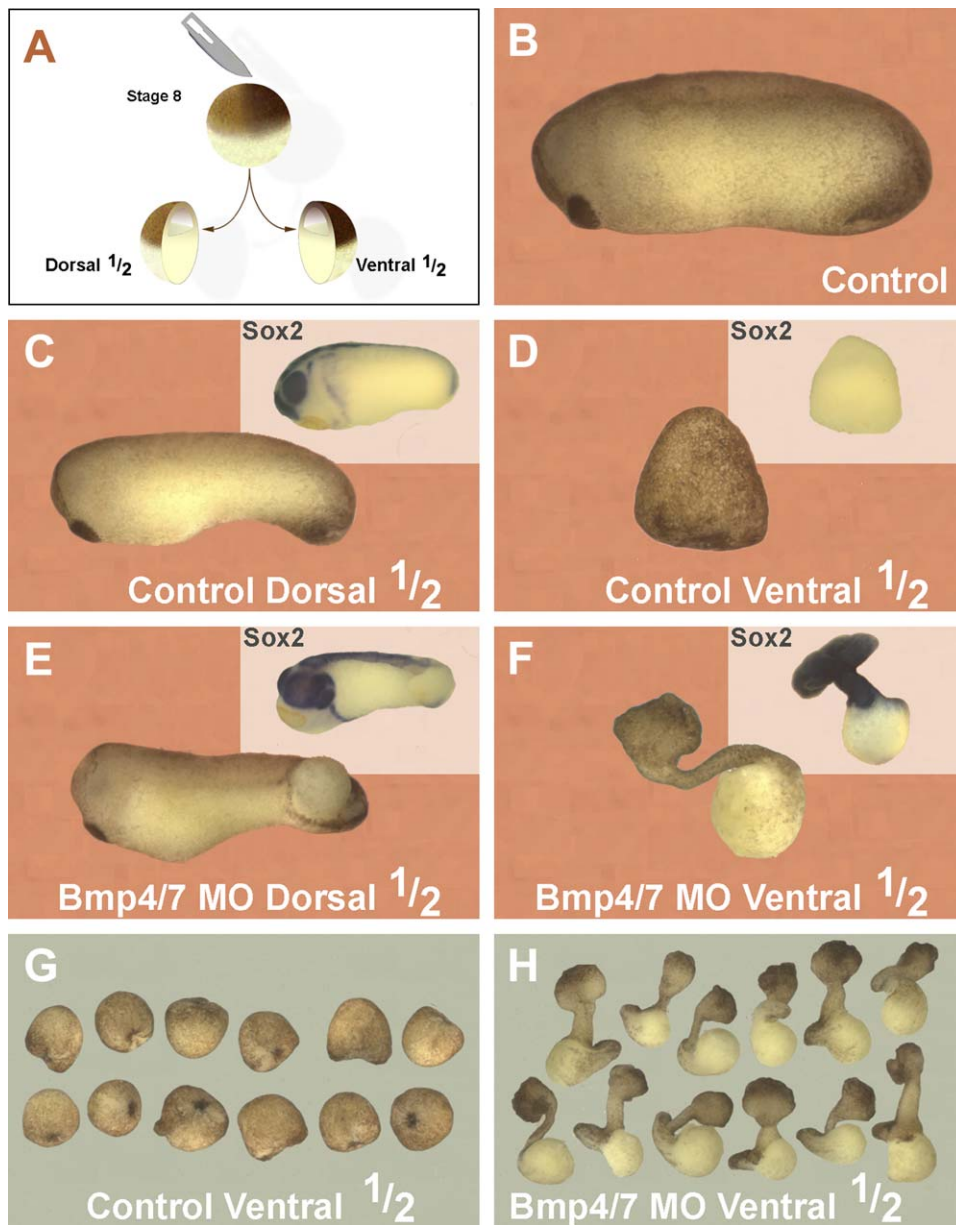 A
Stage 8
Dorsal 1/2
Ventral 1/2
B
Control
C
Sox2
Control Dorsal 1/2
D
Sox2
Control Ventral 1/2
E
Sox2
Bmp4/7 MO Dorsal 1/2
F
Sox2
Bmp4/7 MO Ventral 1/2
G
Control Ventral 1/2
H
Bmp4/7 MO Ventral 1/2